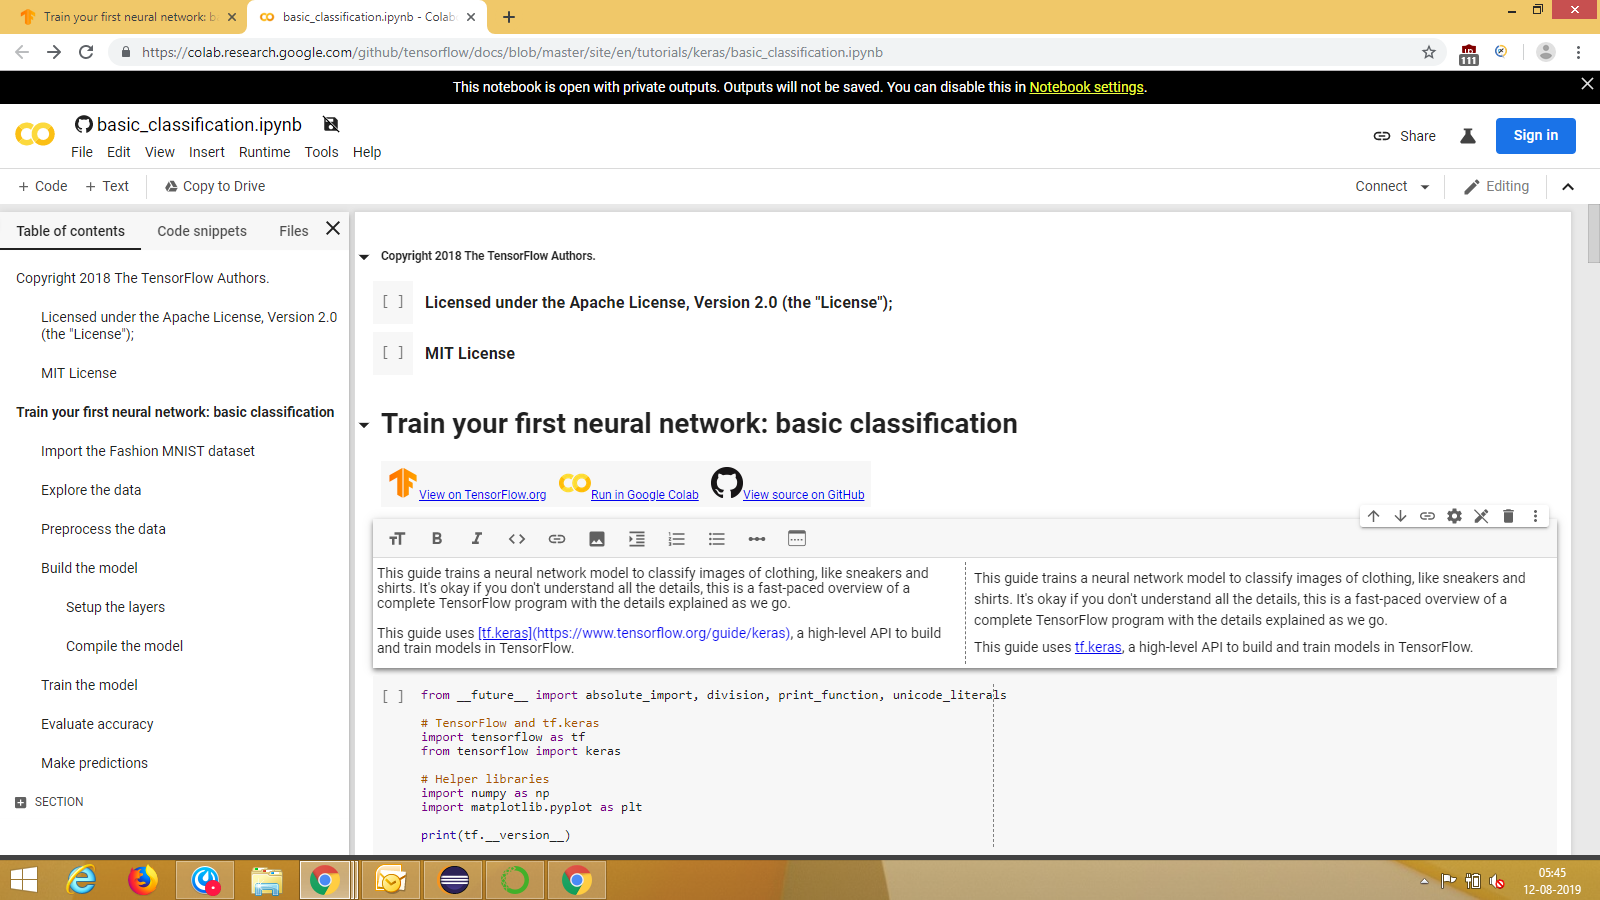 Train your first neural network: b
basic_classification.ipynb - Colab
https://colab.research.google.com/github/tensorflow/docs/blob/master/site/en/tutorials/keras/basic_classification.ipynb
111
This notebook is open with private outputs. Outputs will not be saved. You can disable this in Notebook settings.
basic_classification.ipynb
File Edit View Insert Runtime Tools Help
Share
Sign in
+ Code + Text Copy to Drive
Connect
Editing
Table of contents Code snippets Files
Copyright 2018 The TensorFlow Authors.
Licensed under the Apache License, Version 2.0
(the "License");
MIT License
Train your first neural network: basic classification
Import the Fashion MNIST dataset
Explore the data
Preprocess the data
Build the model
Setup the layers
Compile the model
Train the model
Evaluate accuracy
Make predictions
SECTION
Copyright 2018 The TensorFlow Authors.
[ ] Licensed under the Apache License, Version 2.0 (the "License");
[ ] MIT License
Train your first neural network: basic classification
View on TensorFlow.org Run in Google Colab View source on GitHub
This guide trains a neural network model to classify images of clothing, like sneakers and
shirts. It's okay if you don't understand all the details, this is a fast-paced overview of a
complete TensorFlow program with the details explained as we go.
This guide uses [tf.keras](https://www.tensorflow.org/guide/keras), a high-level API to build
and train models in TensorFlow.
This guide trains a neural network model to classify images of clothing, like sneakers and
shirts. It's okay if you don't understand all the details, this is a fast-paced overview of a
complete TensorFlow program with the details explained as we go.
This guide uses tf.keras, a high-level API to build and train models in TensorFlow.
[ ] from __future__ import absolute_import, division, print_function, unicode_literals
# TensorFlow and tf.keras
import tensorflow as tf
from tensorflow import keras
# Helper libraries
import numpy as np
import matplotlib.pyplot as plt
print(tf.__version__)
05:45
12-08-2019